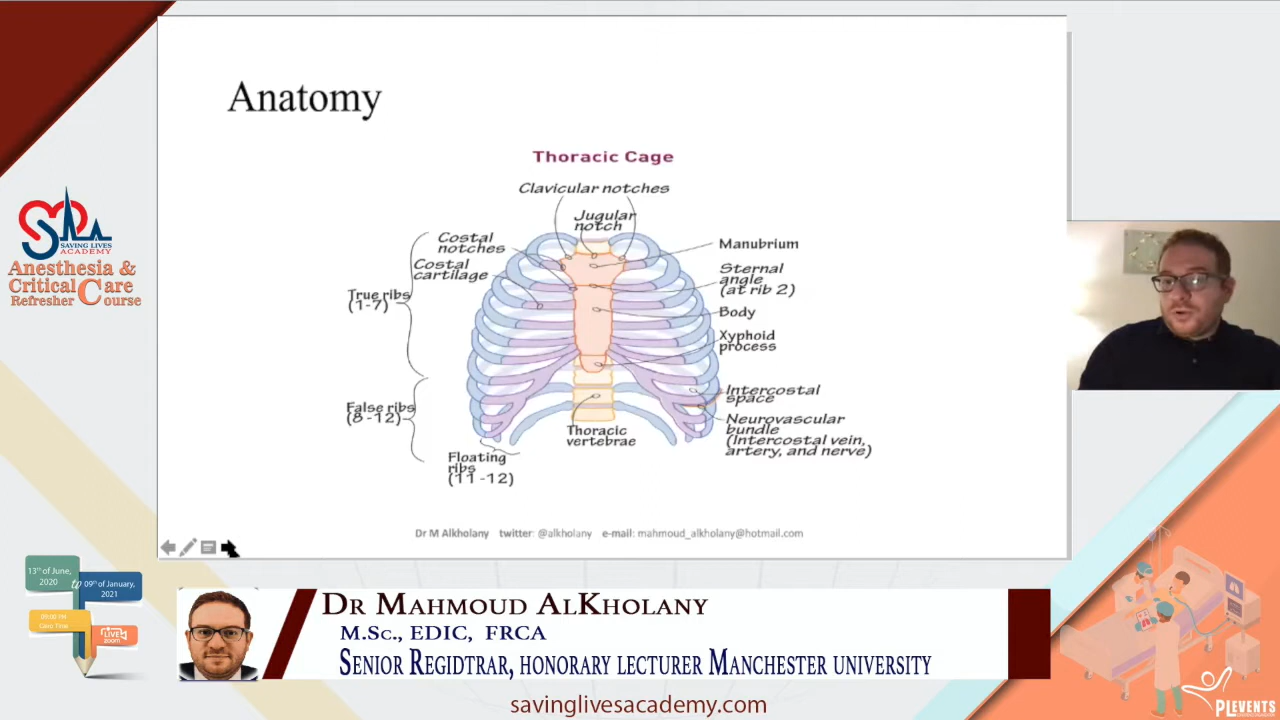 Anatomy
Thoracic Cage
Clavicular notches
Jugular
notch
Costal
notches
Costal
cartilage
True ribs
(1-7)
False ribs
(8-12)
Floating
ribs
(11-12)
Thoracic
vertebrae
Manubrium
Sternal
angle
(at rib 2)
Body
Xyphoid
process
Intercostal
space
Neurovascular
bundle
(Intercostal vein,
artery, and nerve)
Dr M Alkholany twitter: @alkholany e-mail: mahmoud_alkholany@hotmail.com
SAVING LIVES
ACADEMY
Anesthesia &
Critical Care
Refresher Course
13th of June,
2020
to
09th of January,
2021
09:00 PM
Cairo Time
LIVE
zoom
DR MAHMOUD ALKHOLANY
M.SC., EDIC, FRCA
SENIOR REGIDTRAR, HONORARY LECTURER MANCHESTER UNIVERSITY
savinglivesacademy.com
PLEVENTS